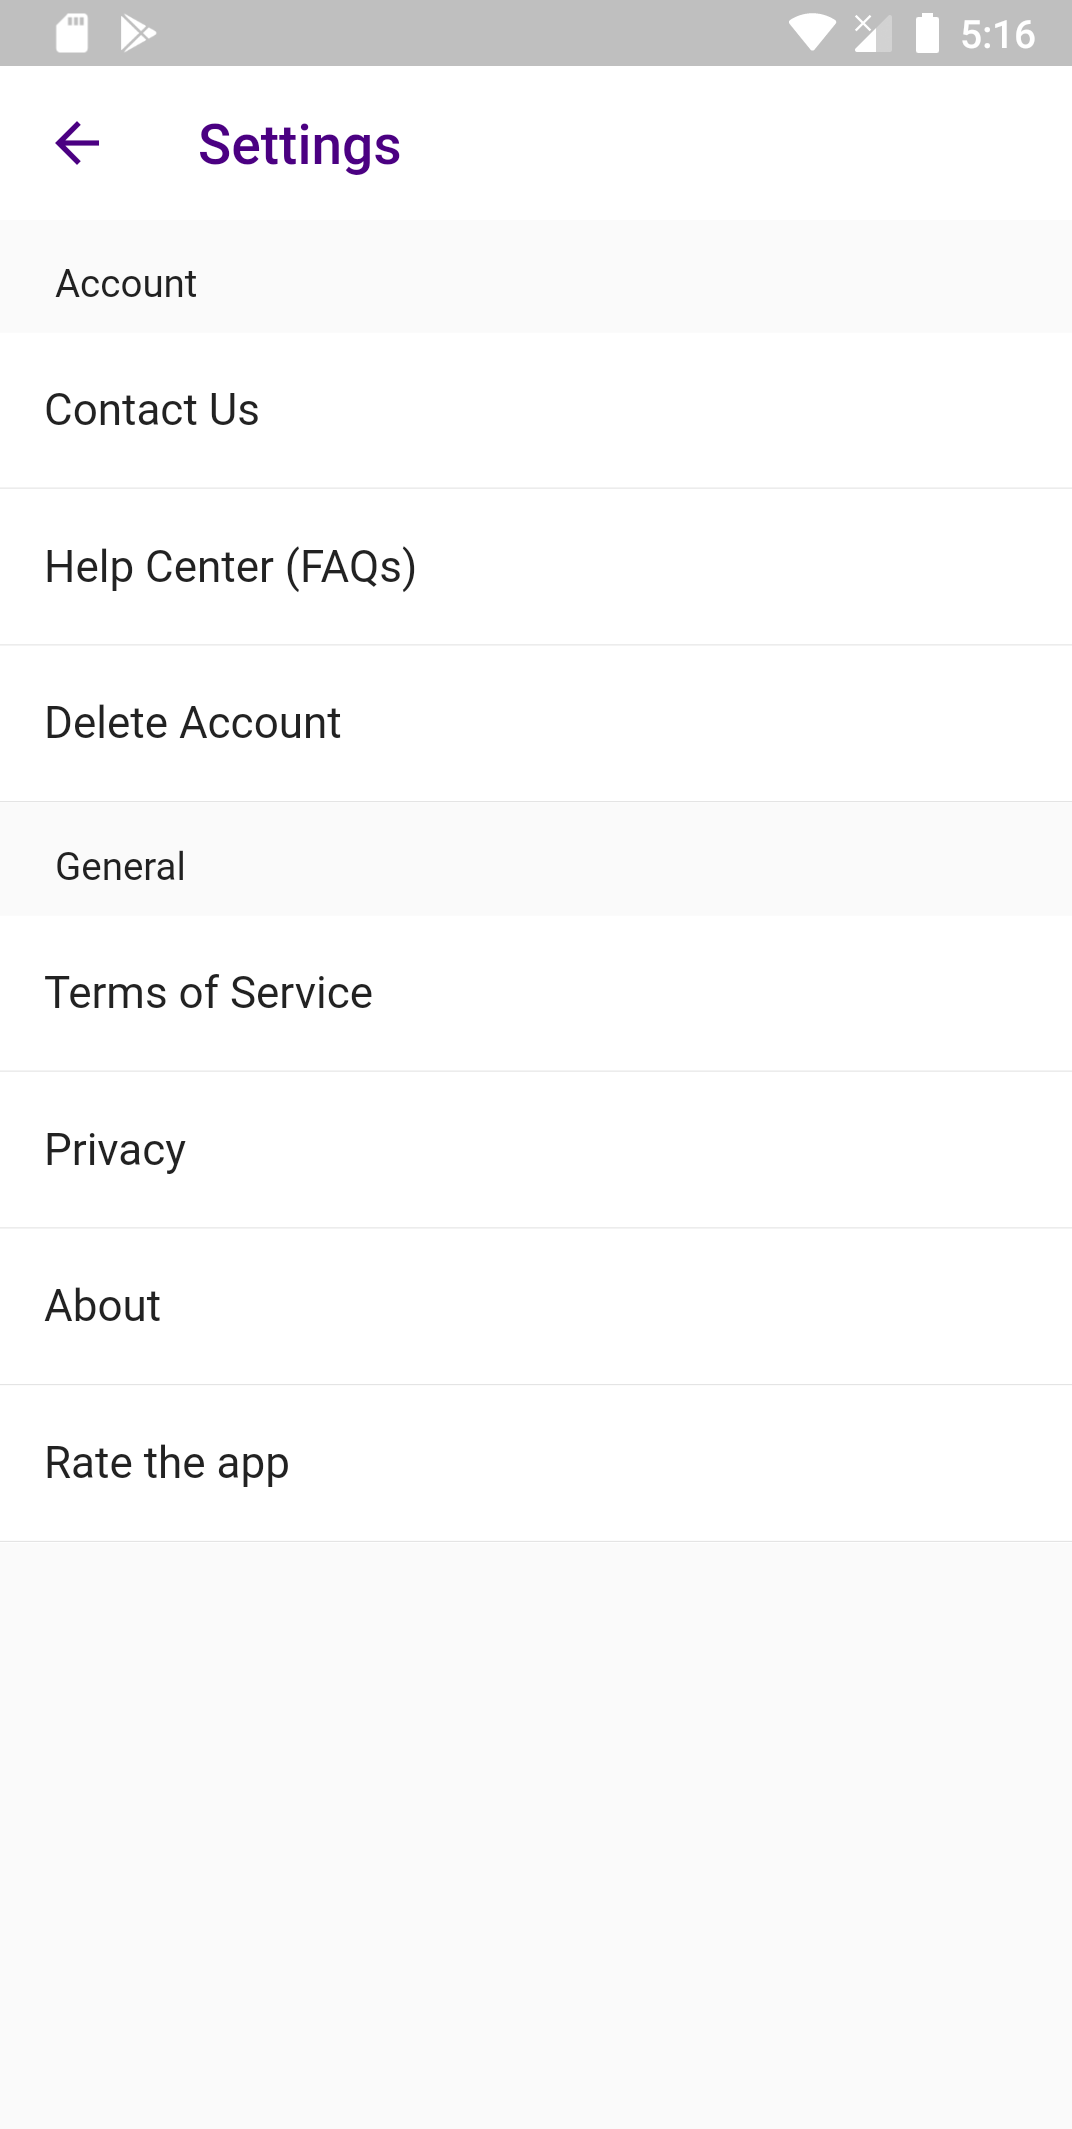 5:16
Settings
Account
Contact Us
Help Center (FAQs)
Delete Account
General
Terms of Service
Privacy
About
Rate the app